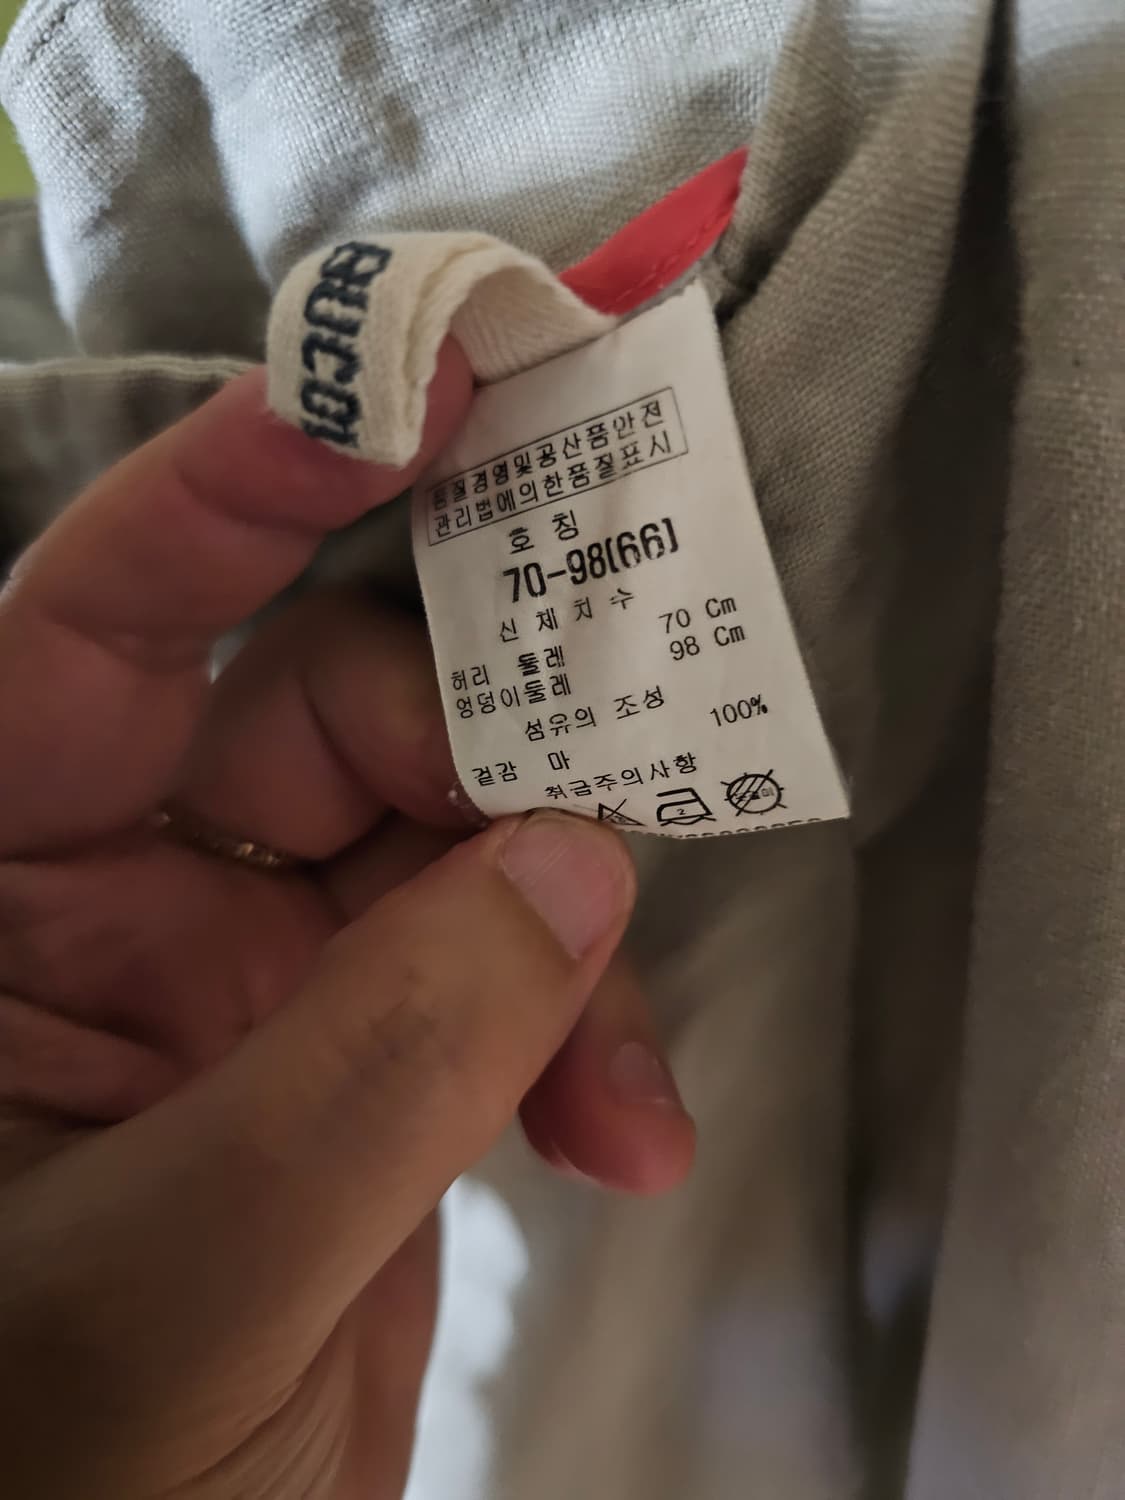 품질경영및공산품안전
관리법에의한품질표시
호 칭
70-98(66)
신 체 치 수
허리 둘레 70 Cm
엉덩이둘레 98 Cm
섬유의 조성
겉감 마 100%
취급주의사항
2